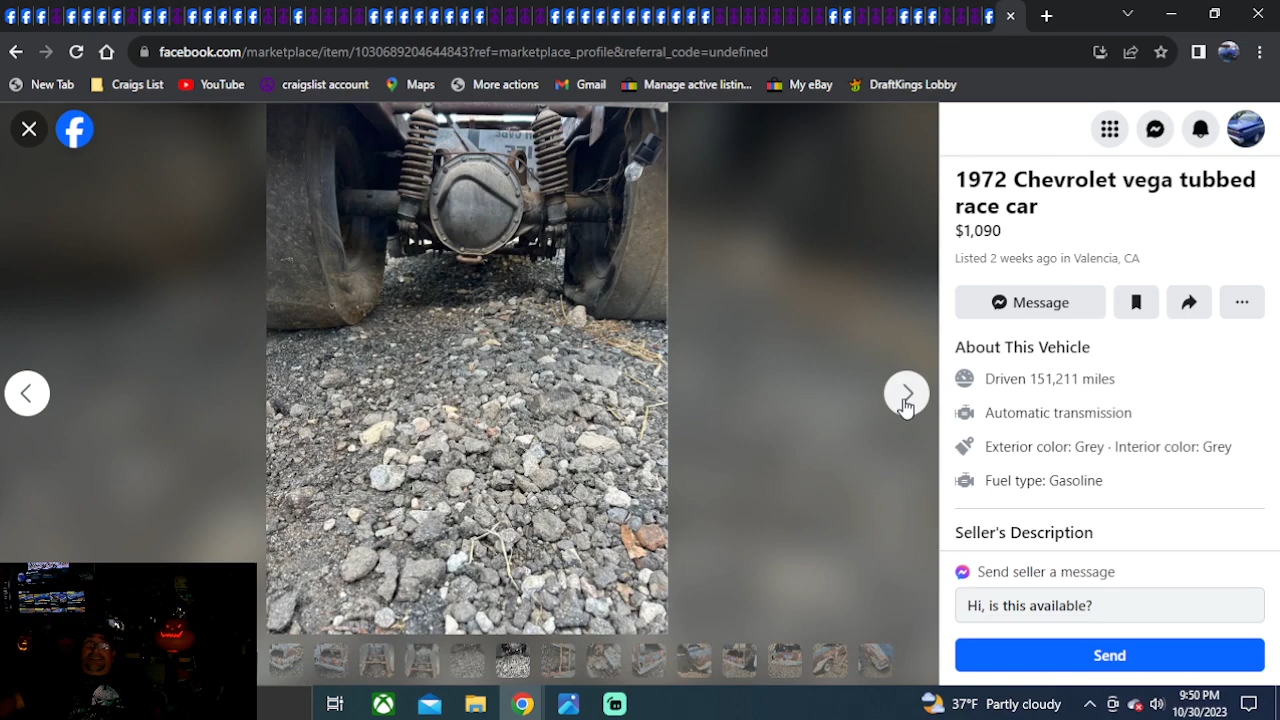 facebook.com/marketplace/item/1030689204644843?ref=marketplace_profile&referral_code=undefined
New Tab
Craigs List
YouTube
craigslist account
Maps
More actions
Gmail
Manage active listin...
My eBay
DraftKings Lobby
1972 Chevrolet vega tubbed
race car
$1,090
Listed 2 weeks ago in Valencia, CA
Message
About This Vehicle
Driven 151,211 miles
Automatic transmission
Exterior color: Grey · Interior color: Grey
Fuel type: Gasoline
Seller's Description
Send seller a message
Hi, is this available?
Send
37°F Partly cloudy
9:50 PM
10/30/2023